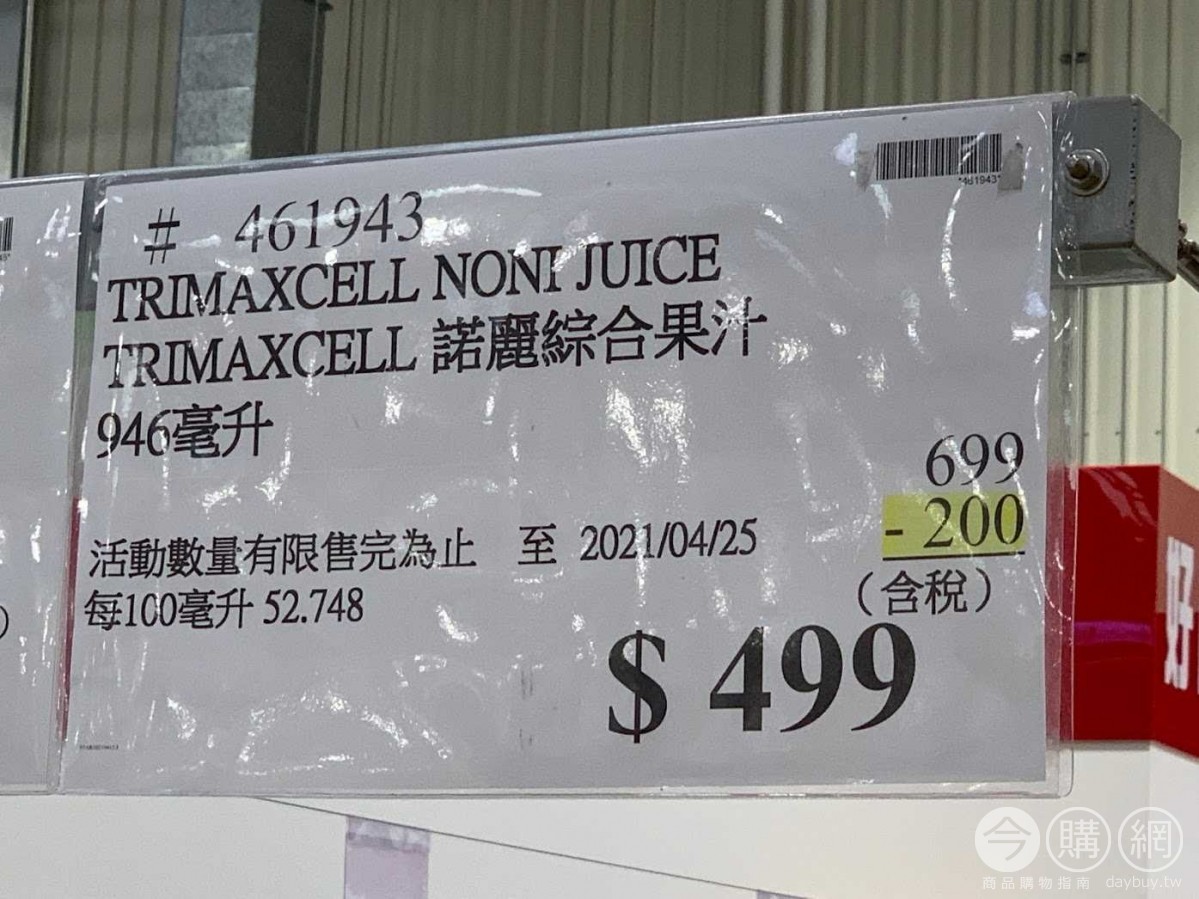 *461943*
# 461943
TRIMAXCELL NONI JUICE
TRIMAXCELL 諾麗綜合果汁
946毫升
699
- 200
活動數量有限售完為止 至 2021/04/25
(含稅)
每100毫升 52.748
$ 499
好
今購網
商品購物指南 daybuy.tw